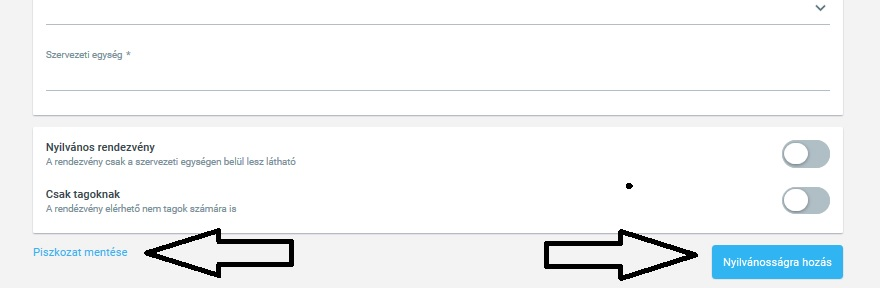 Szervezeti egység *
Nyilvános rendezvény
A rendezvény csak a szervezeti egységen belül lesz látható
Csak tagoknak
A rendézvény elérhető nem tagok számára is
Piszkozat mentése
Nyilvánosságra hozás